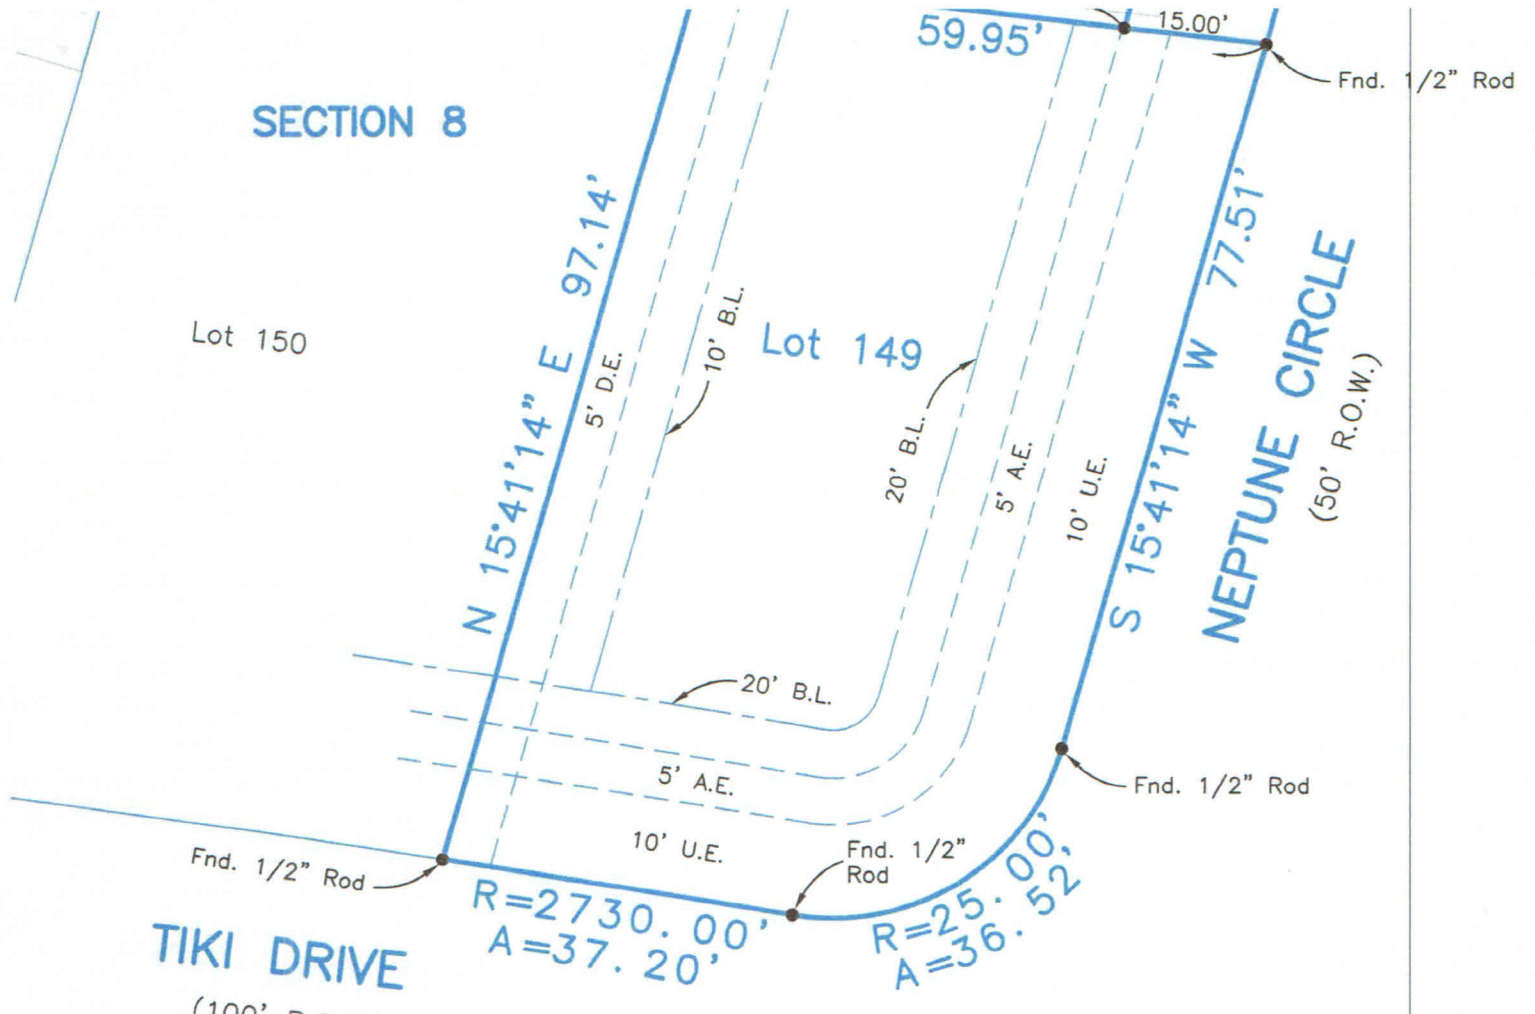 59.95'
15.00'
Fnd. 1/2" Rod
SECTION 8
N 15°41'14" E 97.14'
Lot 150
5' D.E.
10' B.L.
Lot 149
20' B.L.
5' A.E.
10' U.E.
S 15°41'14" W 77.51'
NEPTUNE CIRCLE
(50' R.O.W.)
20' B.L.
5' A.E.
10' U.E.
Fnd. 1/2" Rod
Fnd. 1/2"
Rod
Fnd. 1/2" Rod
R=2730.00'
A=37.20'
R=25.00',
A=36.52'
TIKI DRIVE
(100'